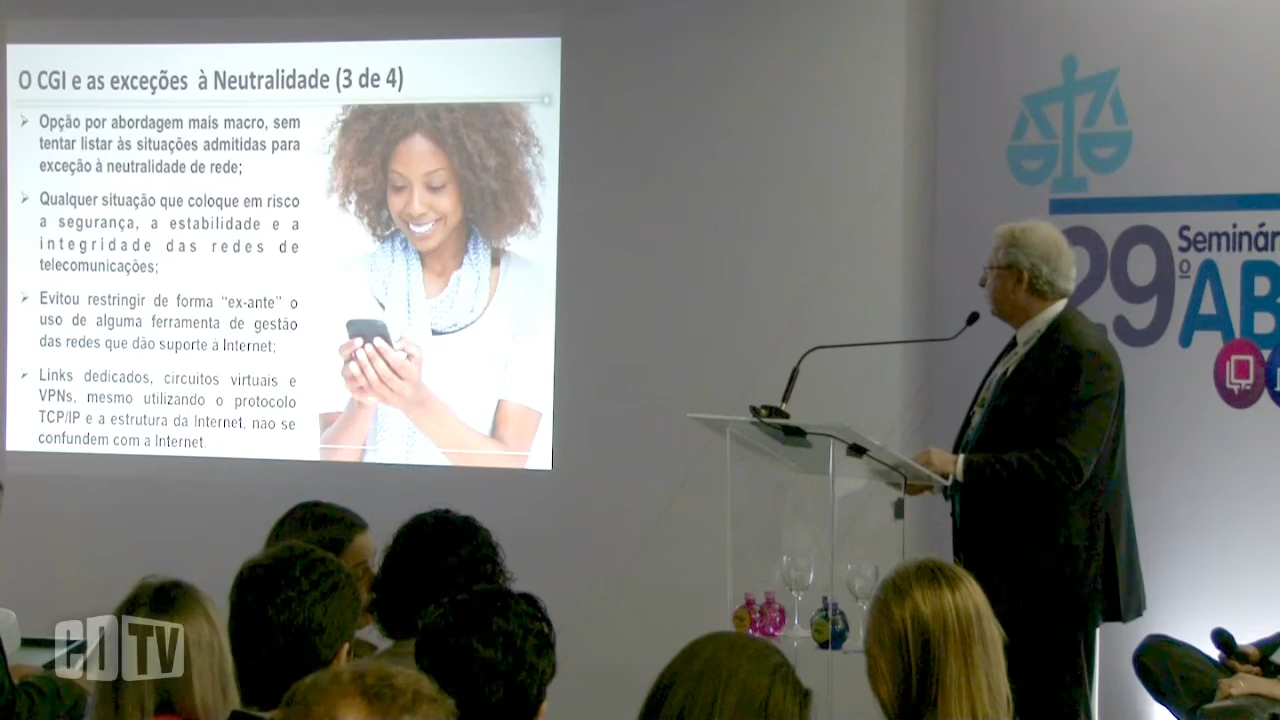 O CGI e as exceções à Neutralidade (3 de 4)
Opção por abordagem mais macro, sem
tentar listar às situações admitidas para
exceção à neutralidade de rede;
Qualquer situação que coloque em risco
a segurança, a estabilidade e a
integridade das redes de
telecomunicações;
Evitou restringir de forma “ex-ante” o
uso de alguma ferramenta de gestão
das redes que dão suporte à Internet;
Links dedicados, circuitos virtuais e
VPNs, mesmo utilizando o protocolo
TCP/IP e a estrutura da Internet, não se
confundem com a Internet.
29º
Seminár
AB
CDTV